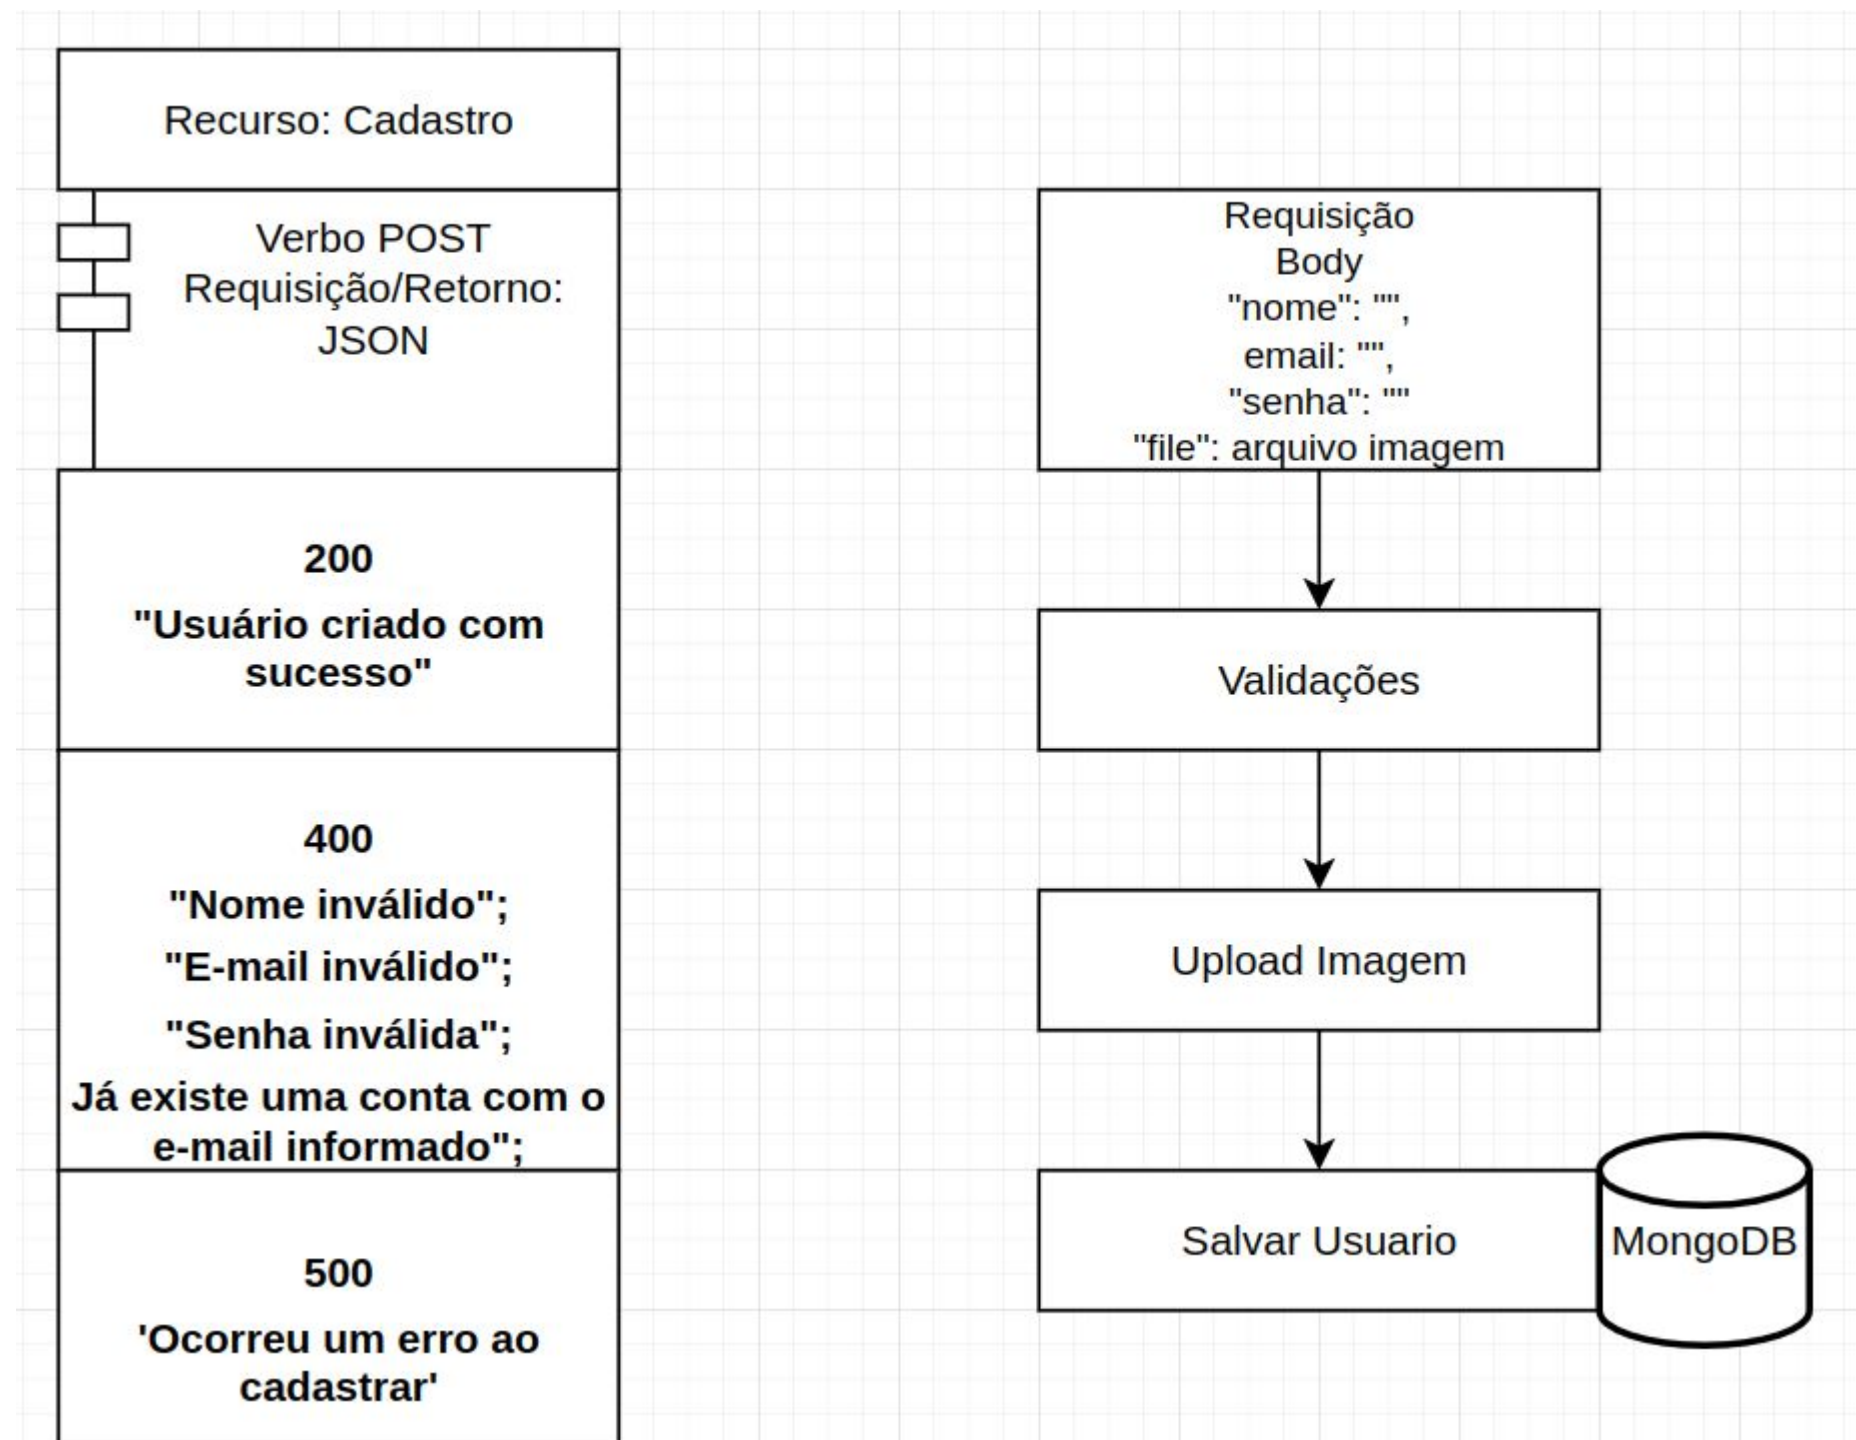 Recurso: Cadastro
Verbo POST
Requisição/Retorno:
JSON
200
"Usuário criado com
sucesso"
400
"Nome inválido";
"E-mail inválido";
"Senha inválida";
Já existe uma conta com o
e-mail informado";
500
'Ocorreu um erro ao
cadastrar'
Requisição
Body
"nome": "",
email: "",
"senha": ""
"file": arquivo imagem
Validações
Upload Imagem
Salvar Usuario
MongoDB